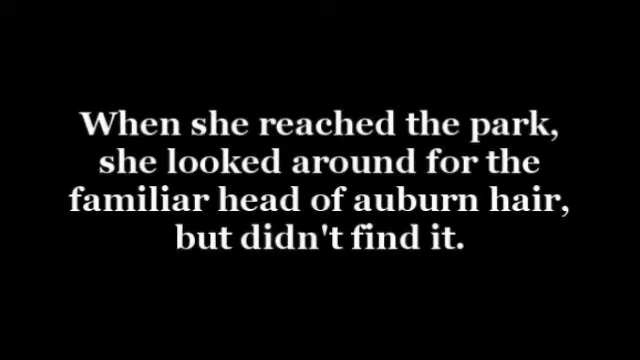 When she reached the park,
she looked around for the
familiar head of auburn hair,
but didn't find it.